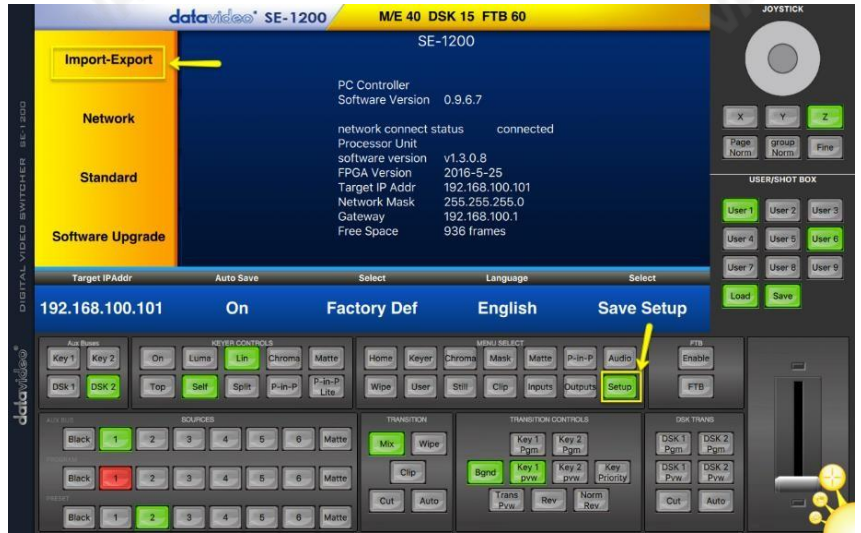 datavideo® SE-1200
M/E 40 DSK 15 FTB 60
Import-Export
Network
Standard
Software Upgrade
SE-1200
PC Controller
Software Version 0.9.6.7
network connect status connected
Processor Unit
software version v1.3.0.8
FPGA Version 2016-5-25
Target IP Addr 192.168.100.101
Network Mask 255.255.255.0
Gateway 192.168.100.1
Free Space 936 frames
Target IPAddr Auto Save Select Language Select
192.168.100.101 On Factory Def English Save Setup
JOYSTICK
X Y Z
Page Norm group Norm Fine
USER/SHOT BOX
User 1 User 2 User 3
User 4 User 5 User 6
User 7 User 8 User 9
Load Save
DIGITAL VIDEO SWITCHER SE-1200
datavideo®
Aux Buses
Key 1 Key 2
DSk 1 DSK 2
KEYER CONTROLS
On Luma Lin Chroma Matte
Top Self Split P-in-P P-in-P Lite
MENU SELECT
Home Keyer Chroma Mask Matte P-in-P Audio
Wipe User Still Clip Inputs Outputs Setup
FTB
Enable
FTB
AUX BUS SOURCES
Black 1 2 3 4 5 6 Matte
PROGRAM
Black 1 2 3 4 5 6 Matte
PRESET
Black 1 2 3 4 5 6 Matte
TRANSITION
Mix Wipe
Clip
Cut Auto
TRANSITION CONTROLS
Key 1 Pgm Key 2 Pgm
Bgnd Key 1 pvw Key 2 pvw Key Priority
Trans Pvw Rev Norm Rev
DSK TRANS
DSK 1 Pgm DSK 2 Pgm
DSK 1 Pvw DSK 2 Pvw
Cut Auto